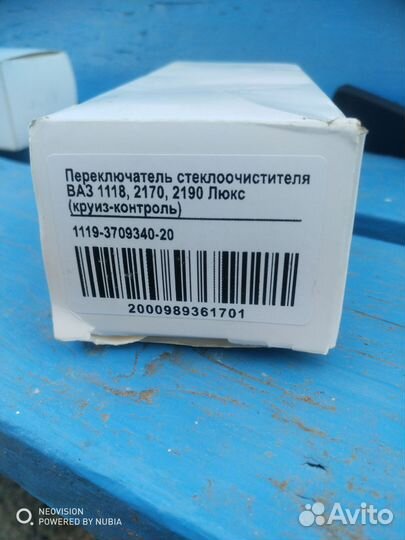 Переключатель стеклоочистителя
ВАЗ 1118, 2170, 2190 Люкс
(круиз-контроль)
1119-3709340-20
2000989361701
NEOVISION
POWERED BY NUBIA
Avito